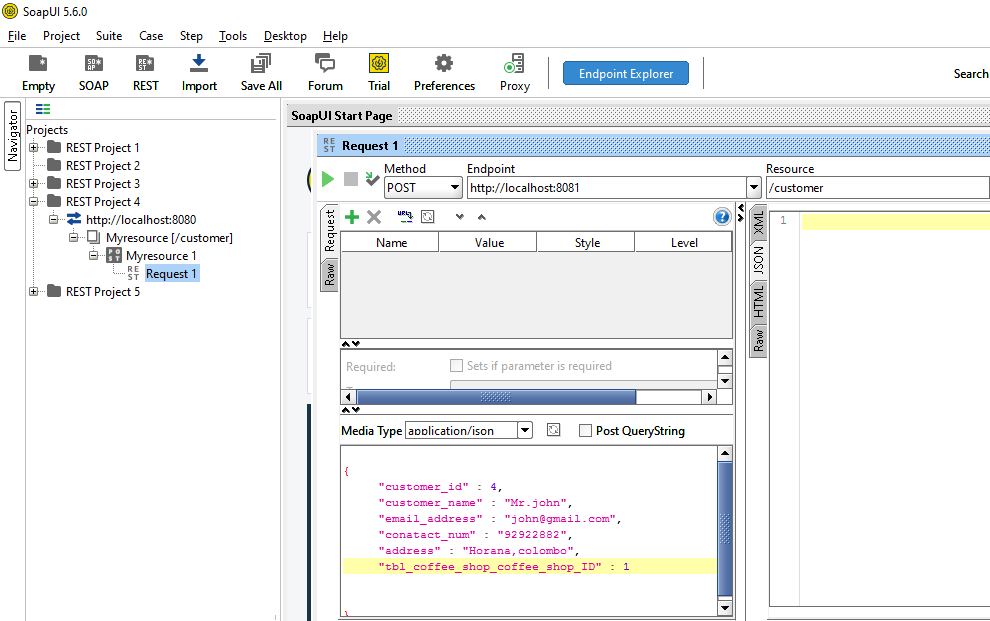 SoapUI 5.6.0
File Project Suite Case Step Tools Desktop Help
Empty SOAP REST Import Save All Forum Trial Preferences Proxy Endpoint Explorer Search
Navigator
Projects
REST Project 1
REST Project 2
REST Project 3
REST Project 4
http://localhost:8080
Myresource [/customer]
Myresource 1
Request 1
REST Project 5
SoapUI Start Page
REST Request 1
Method Endpoint Resource
POST http://localhost:8081 /customer
Request
Raw
Name Value Style Level
Required: Sets if parameter is required
Media Type application/json Post QueryString
{
"customer_id" : 4,
"customer_name" : "Mr.john",
"email_address" : "john@gmail.com",
"conatact_num" : "92922882",
"address" : "Horana,colombo",
"tbl_coffee_shop_coffee_shop_ID" : 1
}
XML
JSON
HTML
Raw
1